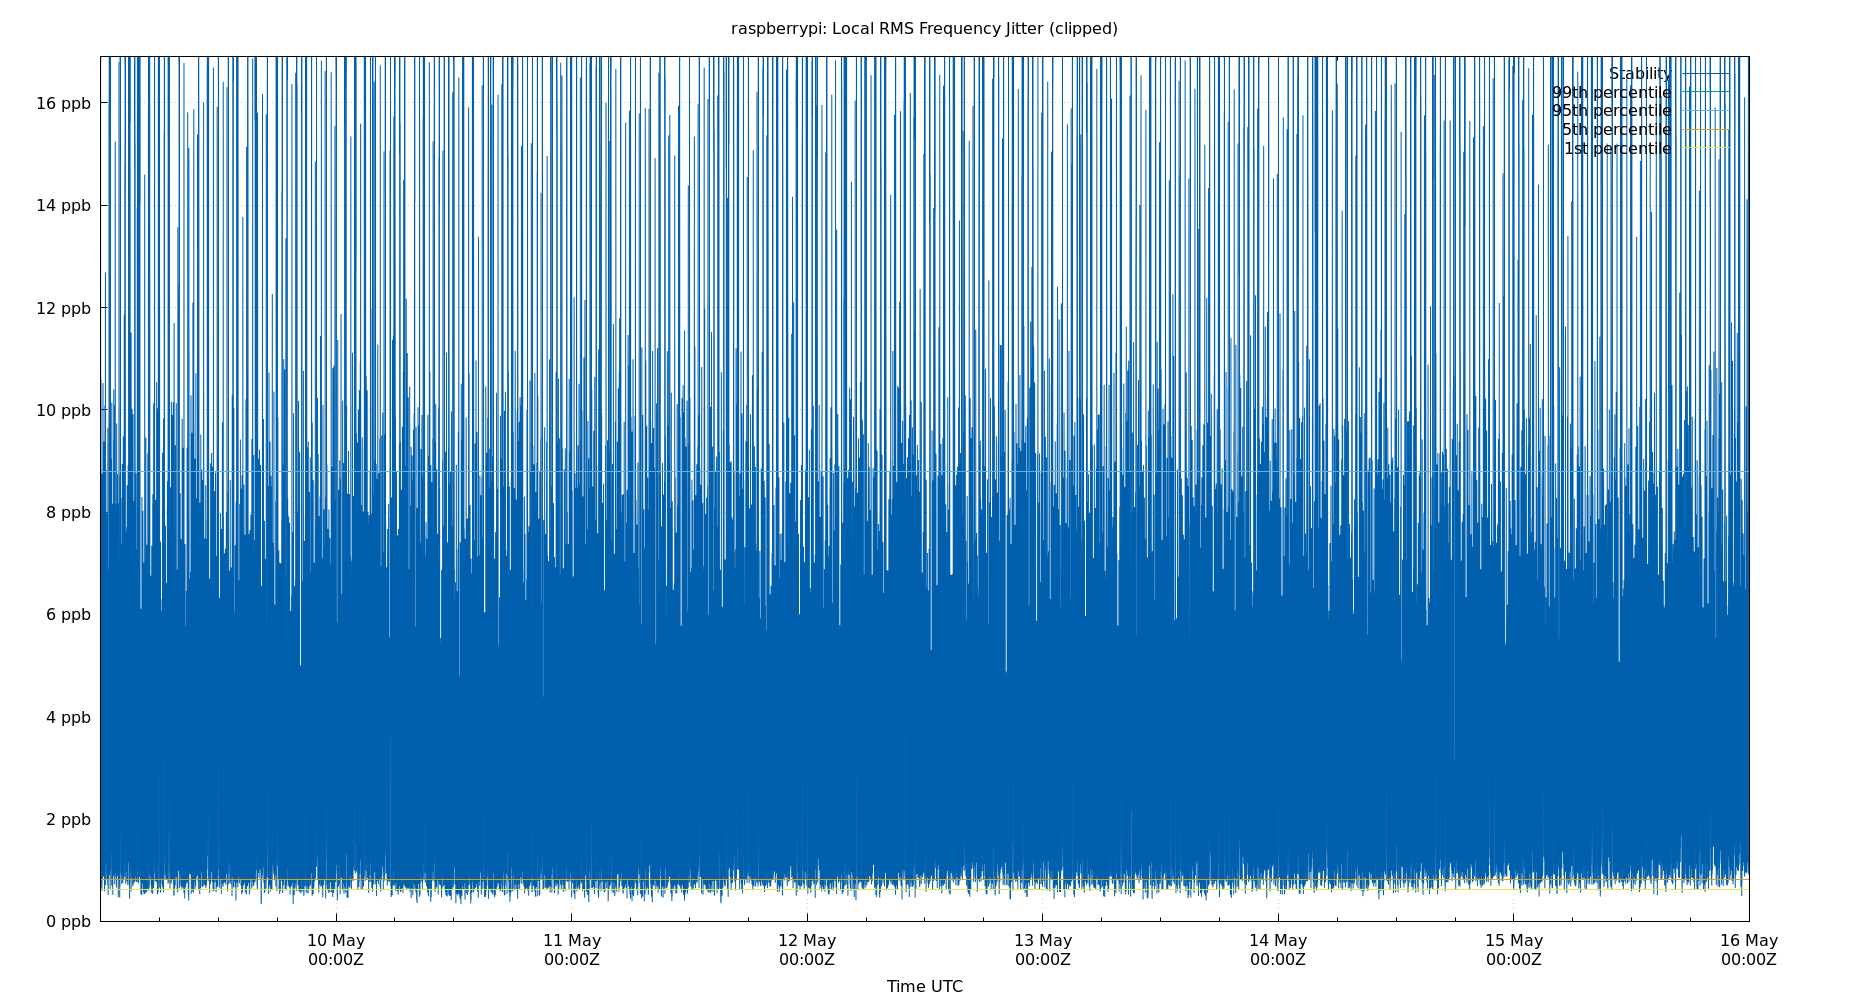 raspberrypi: Local RMS Frequency Jitter (clipped)
Stability
99th percentile
95th percentile
5th percentile
1st percentile
16 ppb
14 ppb
12 ppb
10 ppb
8 ppb
6 ppb
4 ppb
2 ppb
0 ppb
10 May 11 May 12 May 13 May 14 May 15 May 16 May
00:00Z 00:00Z 00:00Z 00:00Z 00:00Z 00:00Z 00:00Z
Time UTC